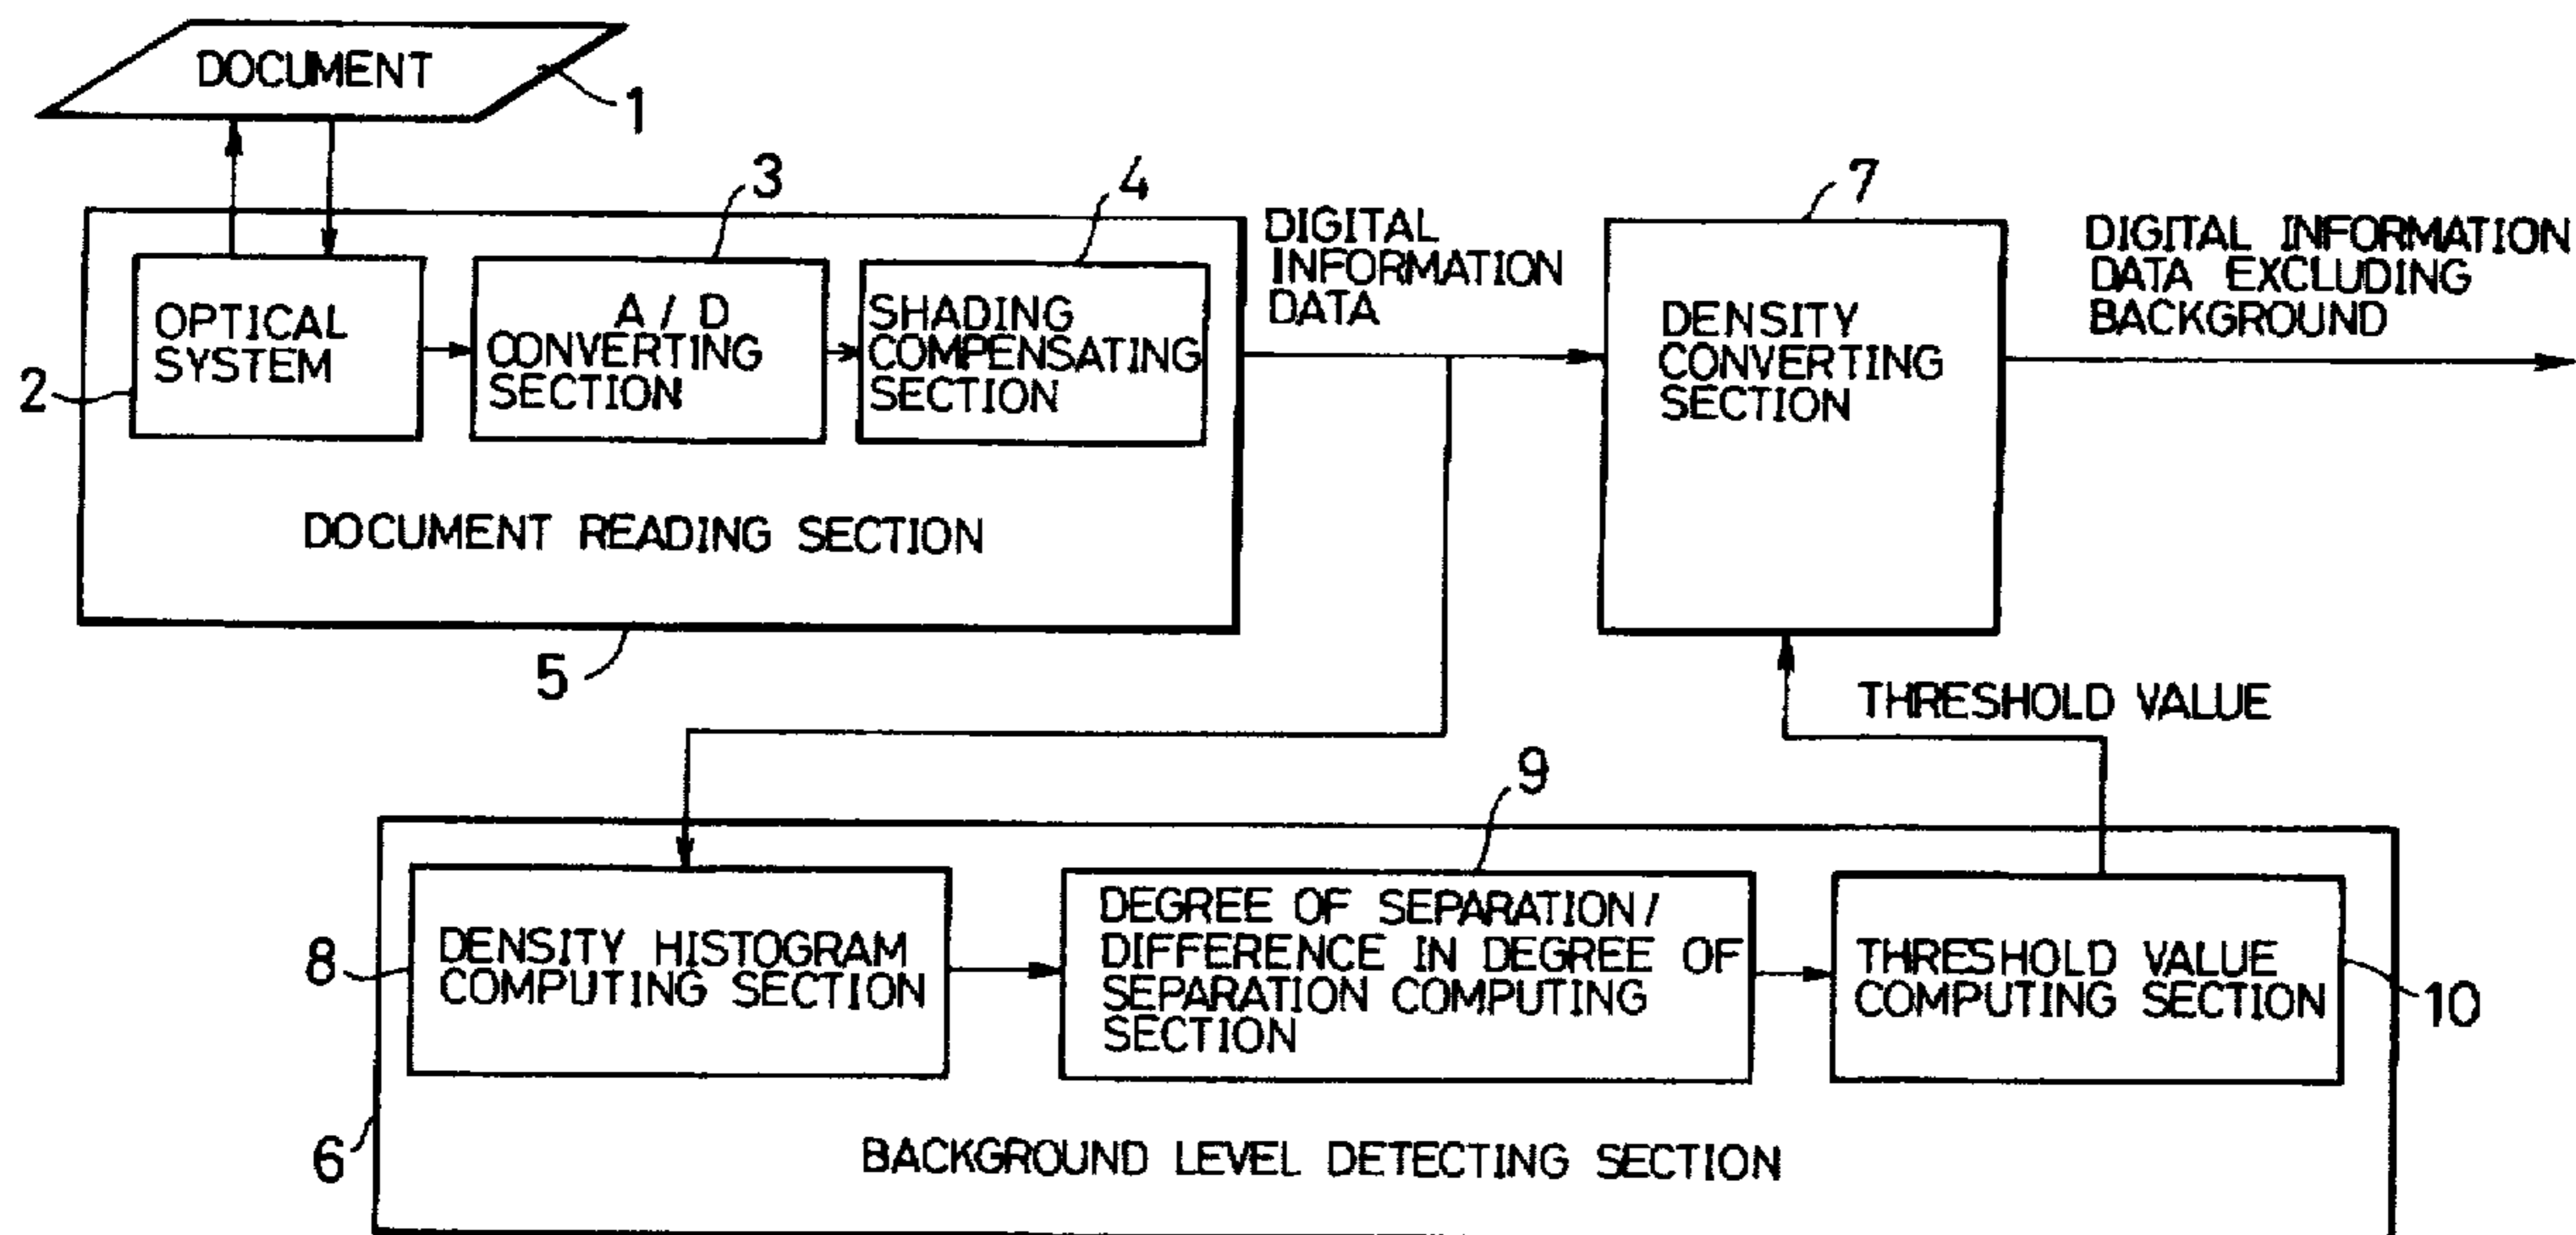 DOCUMENT
1
3
4
7
DIGITAL
INFORMATION
DATA
DIGITAL INFORMATION
DATA EXCLUDING
BACKGROUND
2
OPTICAL
SYSTEM
A / D
CONVERTING
SECTION
SHADING
COMPENSATING
SECTION
DENSITY
CONVERTING
SECTION
DOCUMENT READING SECTION
5
THRESHOLD VALUE
9
8
DENSITY HISTOGRAM
COMPUTING SECTION
DEGREE OF SEPARATION/
DIFFERENCE IN DEGREE OF
SEPARATION COMPUTING
SECTION
THRESHOLD VALUE
COMPUTING SECTION
10
6
BACKGROUND LEVEL DETECTING SECTION